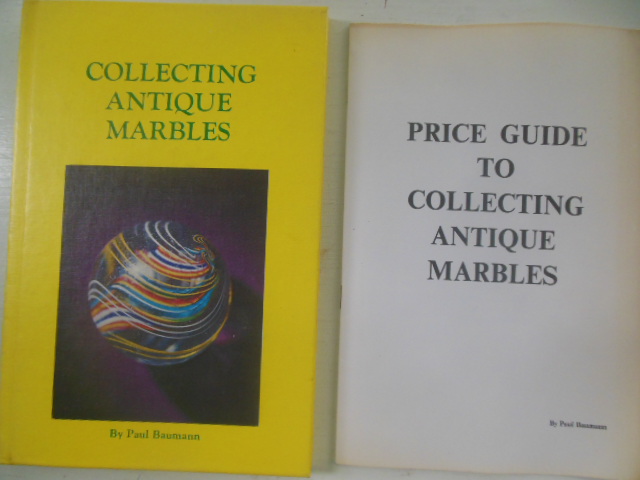 COLLECTING
ANTIQUE
MARBLES
By Paul Baumann
PRICE GUIDE
TO
COLLECTING
ANTIQUE
MARBLES
By Paul Baumann